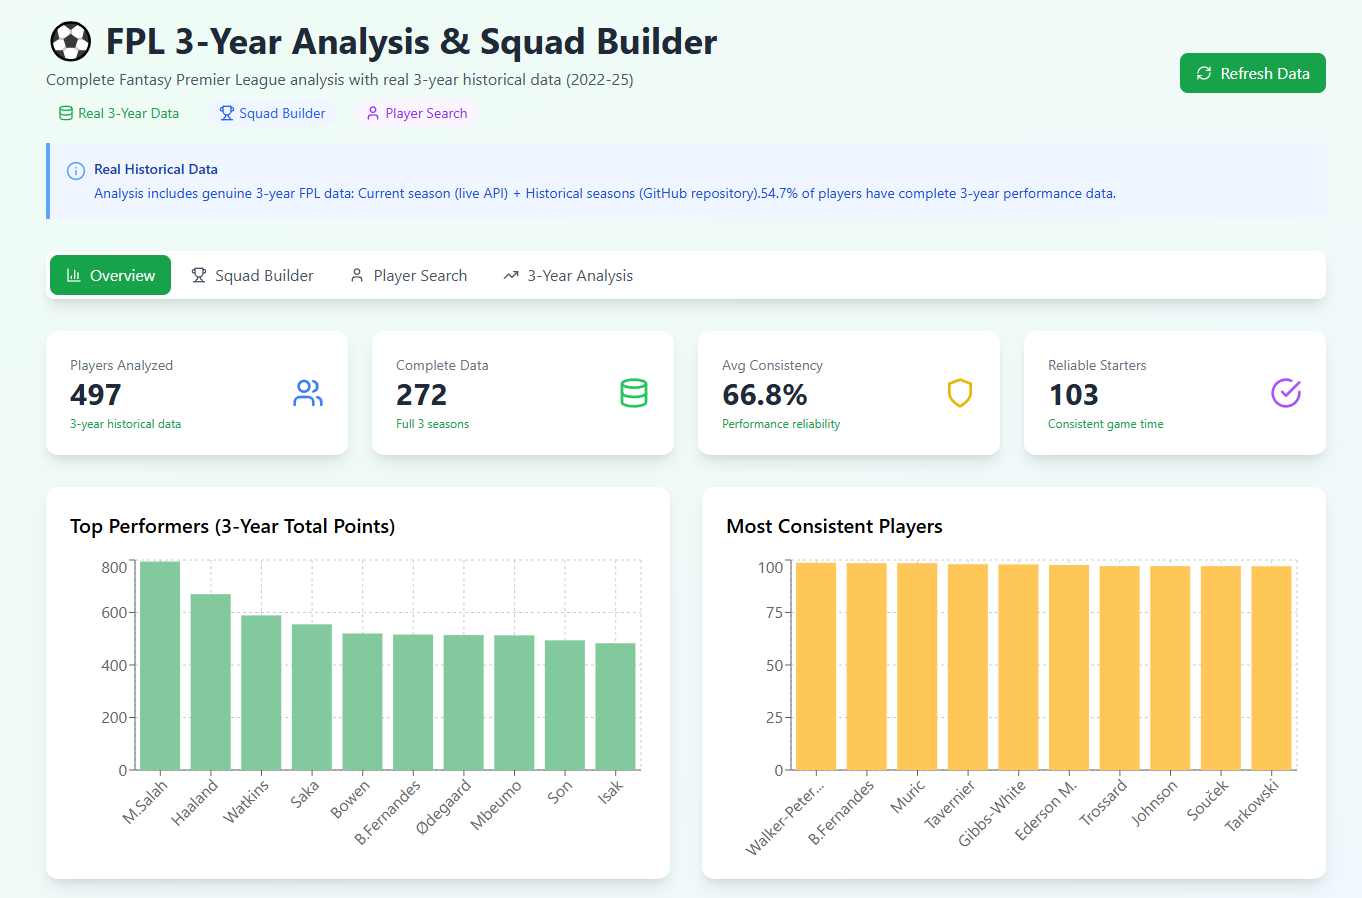 FPL 3-Year Analysis & Squad Builder
Complete Fantasy Premier League analysis with real 3-year historical data (2022-25)
Refresh Data
Real 3-Year Data
Squad Builder
Player Search
Real Historical Data
Analysis includes genuine 3-year FPL data: Current season (live API) + Historical seasons (GitHub repository).54.7% of players have complete 3-year performance data.
Overview
Squad Builder
Player Search
3-Year Analysis
Players Analyzed
497
3-year historical data
Complete Data
272
Full 3 seasons
Avg Consistency
66.8%
Performance reliability
Reliable Starters
103
Consistent game time
Top Performers (3-Year Total Points)
800
600
400
200
0
M.Salah
Haaland
Watkins
Saka
Bowen
B.Fernandes
Ødegaard
Mbeumo
Son
Isak
Most Consistent Players
100
75
50
25
0
Walker-Peter...
B.Fernandes
Muric
Tavernier
Gibbs-White
Ederson M.
Trossard
Johnson
Souček
Tarkowski